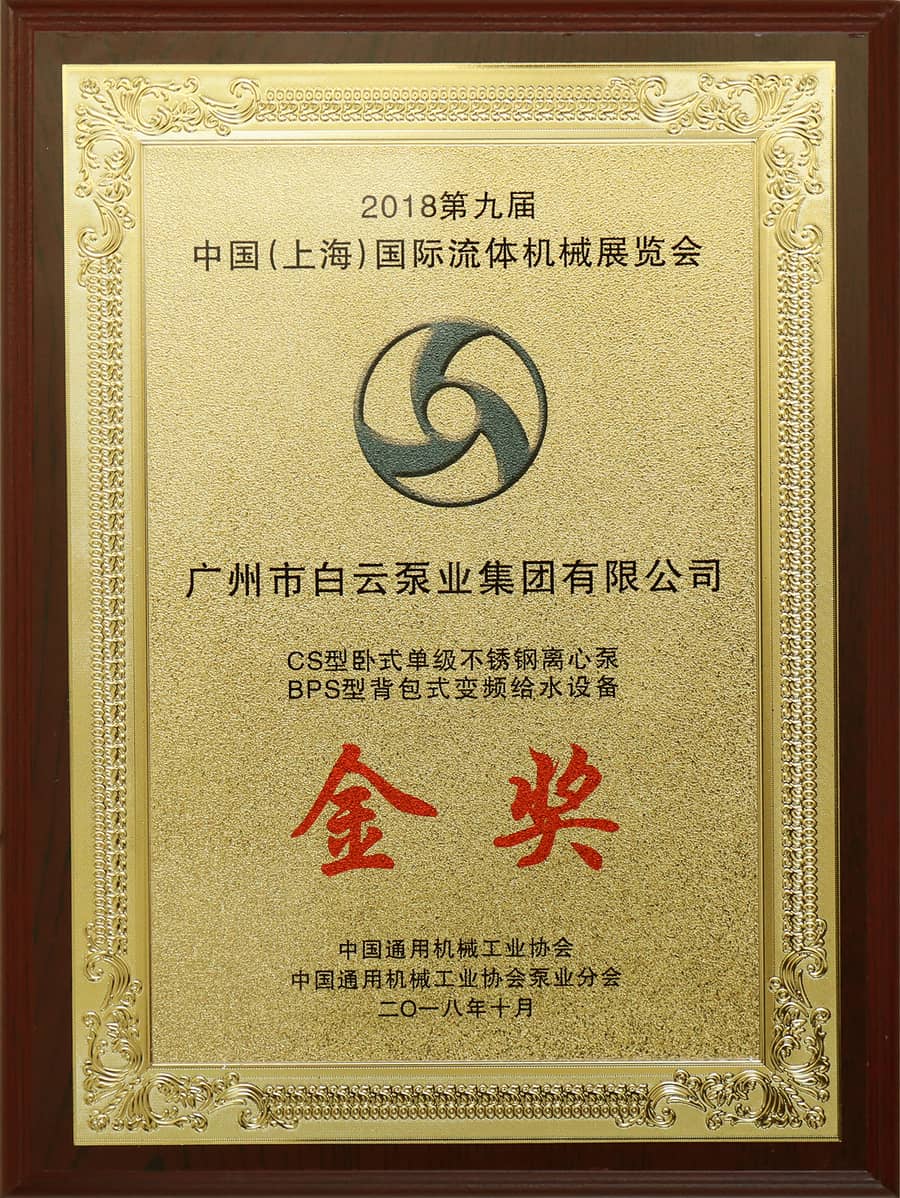 2018第九届
中国(上海)国际流体机械展览会
广州市白云泵业集团有限公司
CS型卧式单级不锈钢离心泵
BPS型背包式变频给水设备
金奖
中国通用机械工业协会
中国通用机械工业协会泵业分会
二〇一八年十月